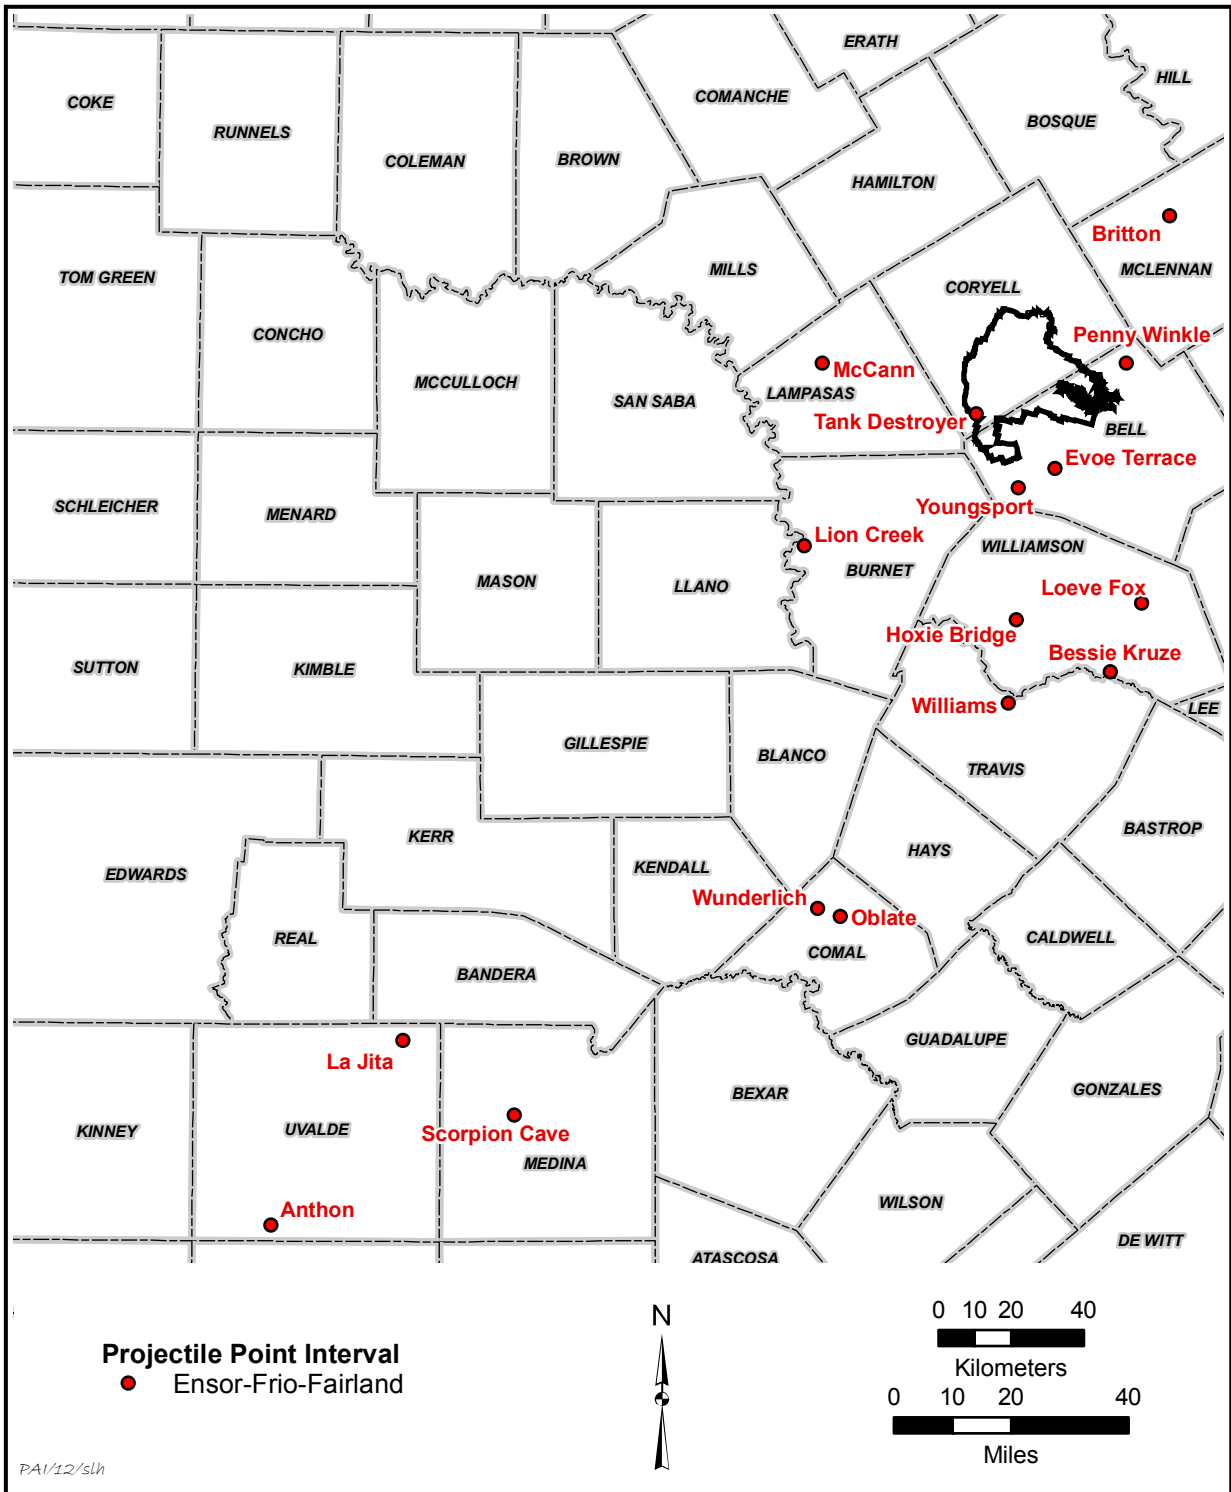 ERATH
HILL
COKE
COMANCHE
BOSQUE
RUNNELS
COLEMAN
BROWN
HAMILTON
Britton
TOM GREEN
MILLS
MCLENNAN
CORYELL
CONCHO
Penny Winkle
McCann
MCCULLOCH
LAMPASAS
SAN SABA
Tank Destroyer
BELL
Evoe Terrace
SCHLEICHER
MENARD
Youngsport
Lion Creek
WILLIAMSON
BURNET
MASON
LLANO
Loeve Fox
Hoxie Bridge
SUTTON
KIMBLE
Bessie Kruze
Williams
LEE
GILLESPIE
BLANCO
TRAVIS
BASTROP
KERR
HAYS
EDWARDS
KENDALL
Wunderlich
Oblate
REAL
CALDWELL
COMAL
BANDERA
GUADALUPE
La Jita
GONZALES
BEXAR
KINNEY
UVALDE
Scorpion Cave
MEDINA
Anthon
WILSON
DE WITT
ATASCOSA
N
0 10 20 40
Kilometers
0 10 20 40
Miles
Projectile Point Interval
Ensor-Frio-Fairland
PAI/12/slh